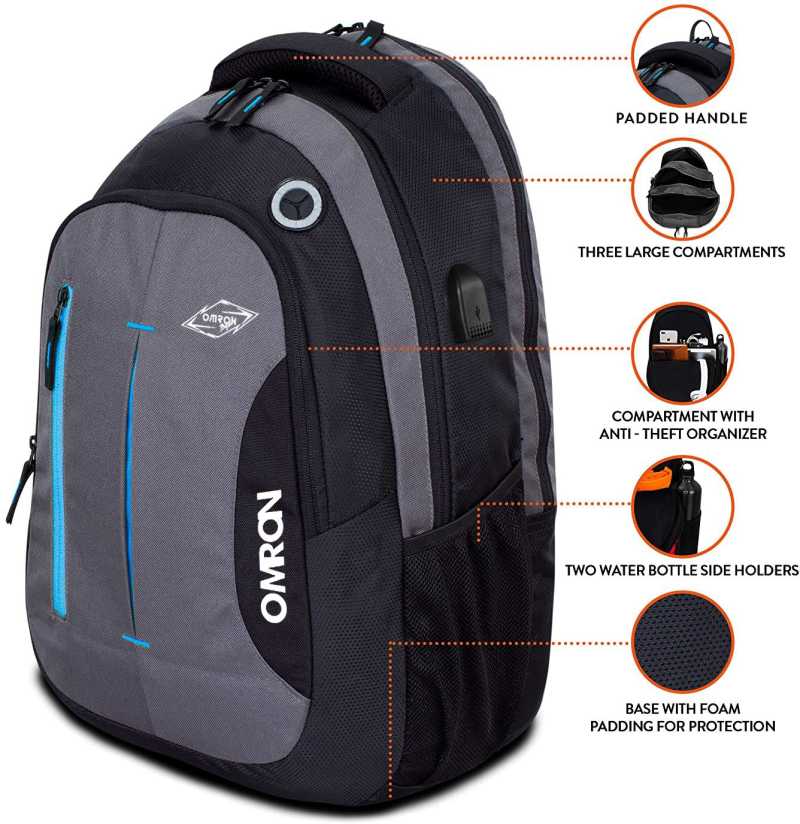 PADDED HANDLE
THREE LARGE COMPARTMENTS
OMRON
COMPARTMENT WITH
ANTI - THEFT ORGANIZER
OMRON
TWO WATER BOTTLE SIDE HOLDERS
BASE WITH FOAM
PADDING FOR PROTECTION